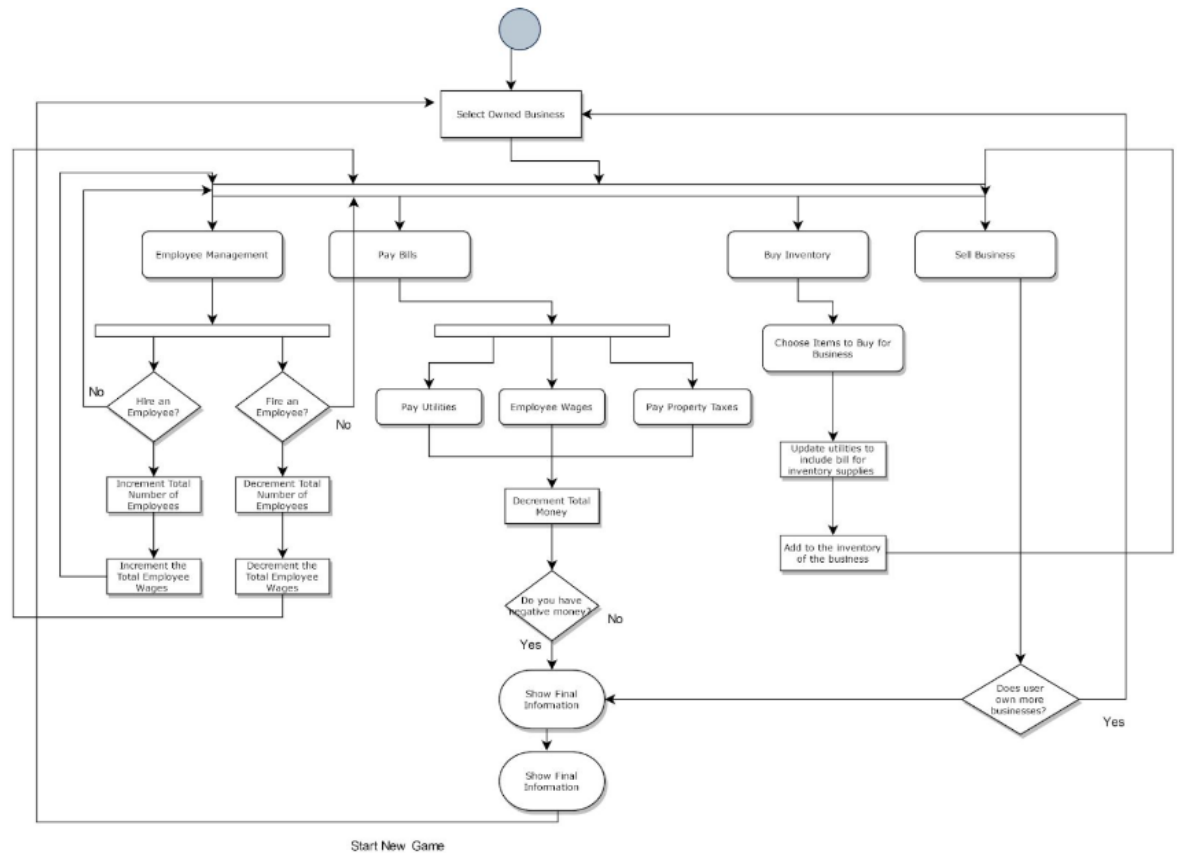 Select Owned Business
Employee Management
Pay Bills
Buy Inventory
Sell Business
Choose Items to Buy for
Business
No
Hire an
Employee?
Fire an
Employee?
No
Pay Utilities
Employee Wages
Pay Property Taxes
Update utilities to
include bill for
inventory supplies
Increment Total
Number of
Employees
Decrement Total
Number of
Employees
Decrement Total
Money
Add to the inventory
of the business
Increment the
Total Employee
Wages
Decrement the
Total Employee
Wages
Do you have
negative money?
No
Yes
Show Final
Information
Does user
own more
businesses?
Yes
Show Final
Information
Start New Game